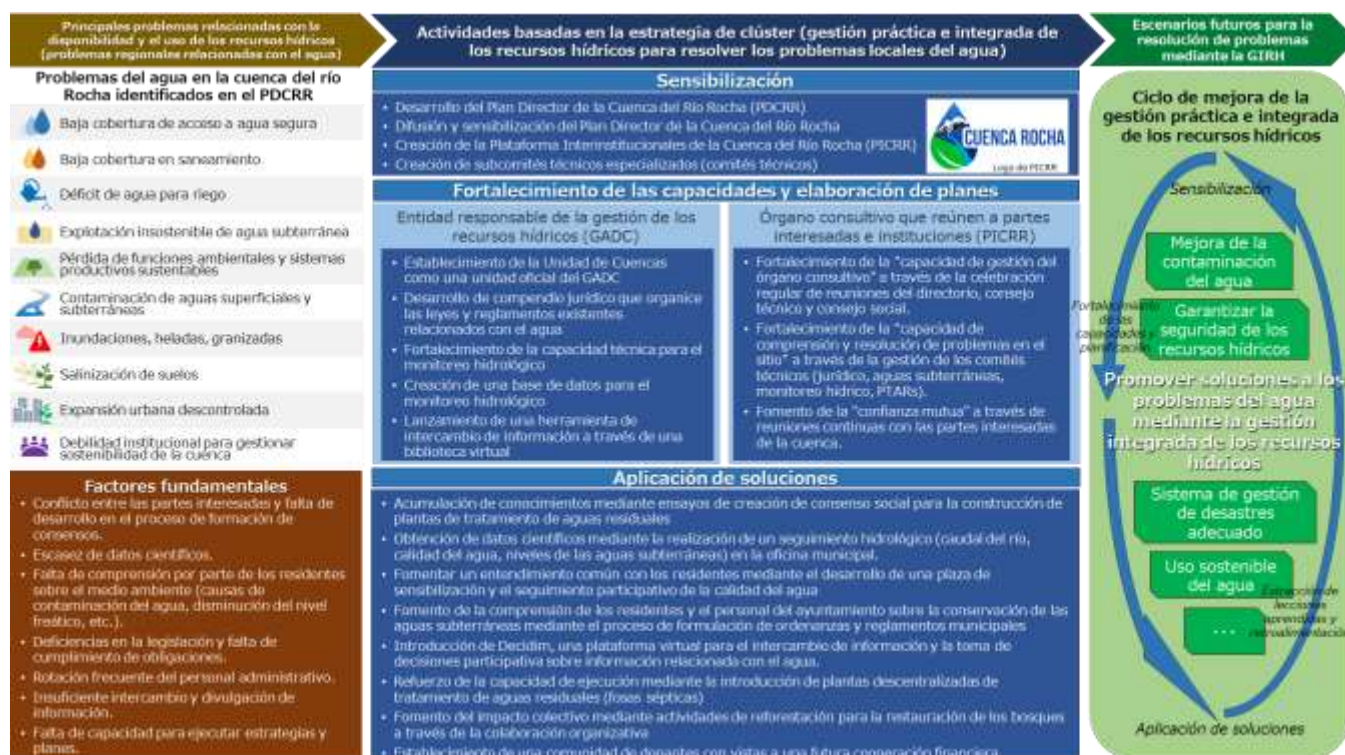 Principales problemas relacionadas con la
disponibilidad y el uso de los recursos hídricos
(problemas regionales relacionadas con el agua)
Problemas del agua en la cuenca del río
Rocha identificados en el PDCRR
Baja cobertura de acceso a agua segura
Baja cobertura en saneamiento
Déficit de agua para riego
Explotación insostenible de agua subterránea
Pérdida de funciones ambientales y sistemas
productivos sustentables
Contaminación de aguas superficiales y
subterráneas
Inundaciones, heladas, granizadas
Salinización de suelos
Expansión urbana descontrolada
Debilidad institucional para gestionar
sostenibilidad de la cuenca
Factores fundamentales
• Conflicto entre las partes interesadas y falta de
desarrollo en el proceso de formación de
consensos.
• Escasez de datos científicos.
• Falta de comprensión por parte de los residentes
sobre el medio ambiente (causas de
contaminación del agua, disminución del nivel
freático, etc.).
• Deficiencias en la legislación y falta de
cumplimiento de obligaciones.
• Rotación frecuente del personal administrativo.
• Insuficiente intercambio y divulgación de
información.
• Falta de capacidad para ejecutar estrategias y
planes.
Actividades basadas en la estrategia de clúster (gestión práctica e integrada de
los recursos hídricos para resolver los problemas locales del agua)
Sensibilización
• Desarrollo del Plan Director de la Cuenca del Río Rocha (PDCRR)
• Difusión y sensibilización del Plan Director de la Cuenca del Río Rocha
• Creación de la Plataforma Interinstitucionales de la Cuenca del Río Rocha (PICRR)
• Creación de subcomités técnicos especializados (comités técnicos)
CUENCA ROCHA
Logo de PICRR
Fortalecimiento de las capacidades y elaboración de planes
Entidad responsable de la gestión de los
recursos hídricos (GADC)
• Establecimiento de la Unidad de Cuencas
como una unidad oficial del GADC
• Desarrollo de compendio jurídico que organice
las leyes y reglamentos existentes
relacionados con el agua
• Fortalecimiento de la capacidad técnica para el
monitoreo hidrológico
• Creación de una base de datos para el
monitoreo hidrológico
• Lanzamiento de una herramienta de
intercambio de información a través de una
biblioteca virtual
Órgano consultivo que reúnen a partes
interesadas e instituciones (PICRR)
• Fortalecimiento de la "capacidad de gestión del
órgano consultivo" a través de la celebración
regular de reuniones del directorio, consejo
técnico y consejo social.
• Fortalecimiento de la "capacidad de
comprensión y resolución de problemas en el
sitio" a través de la gestión de los comités
técnicos (jurídico, aguas subterráneas,
monitoreo hídrico, PTARs).
• Fomento de la "confianza mutua" a través de
reuniones continuas con las partes interesadas
de la cuenca.
Aplicación de soluciones
• Acumulación de conocimientos mediante ensayos de creación de consenso social para la construcción de
plantas de tratamiento de aguas residuales
• Obtención de datos científicos mediante la realización de un seguimiento hidrológico (caudal del río,
calidad del agua, niveles de las aguas subterráneas) en la oficina municipal.
• Fomentar un entendimiento común con los residentes mediante el desarrollo de una plaza de
sensibilización y el seguimiento participativo de la calidad del agua
• Fomento de la comprensión de los residentes y el personal del ayuntamiento sobre la conservación de las
aguas subterráneas mediante el proceso de formulación de ordenanzas y reglamentos municipales
• Introducción de Decidim, una plataforma virtual para el intercambio de información y la toma de
decisiones participativa sobre información relacionada con el agua.
• Refuerzo de la capacidad de ejecución mediante la introducción de plantas descentralizadas de
tratamiento de aguas residuales (fosas sépticas)
• Fomento del impacto colectivo mediante actividades de reforestación para la restauración de los bosques
a través de la colaboración organizativa
• Establecimiento de una comunidad de donantes con vistas a una futura cooperación financiera
Escenarios futuros para la
resolución de problemas
mediante la GIRH
Ciclo de mejora de la
gestión práctica e integrada
de los recursos hídricos
Sensibilización
Mejora de la
contaminación
del agua
Fortalecimiento
de las
capacidades y
planificación
Garantizar la
seguridad de los
recursos hídricos
Promover soluciones a los
problemas del agua
mediante la gestión
integrada de los recursos
hídricos
Sistema de gestión
de desastres
adecuado
Uso sostenible
del agua
Extracción de
lecciones
aprendidas y
retroalimentación
...
Aplicación de soluciones